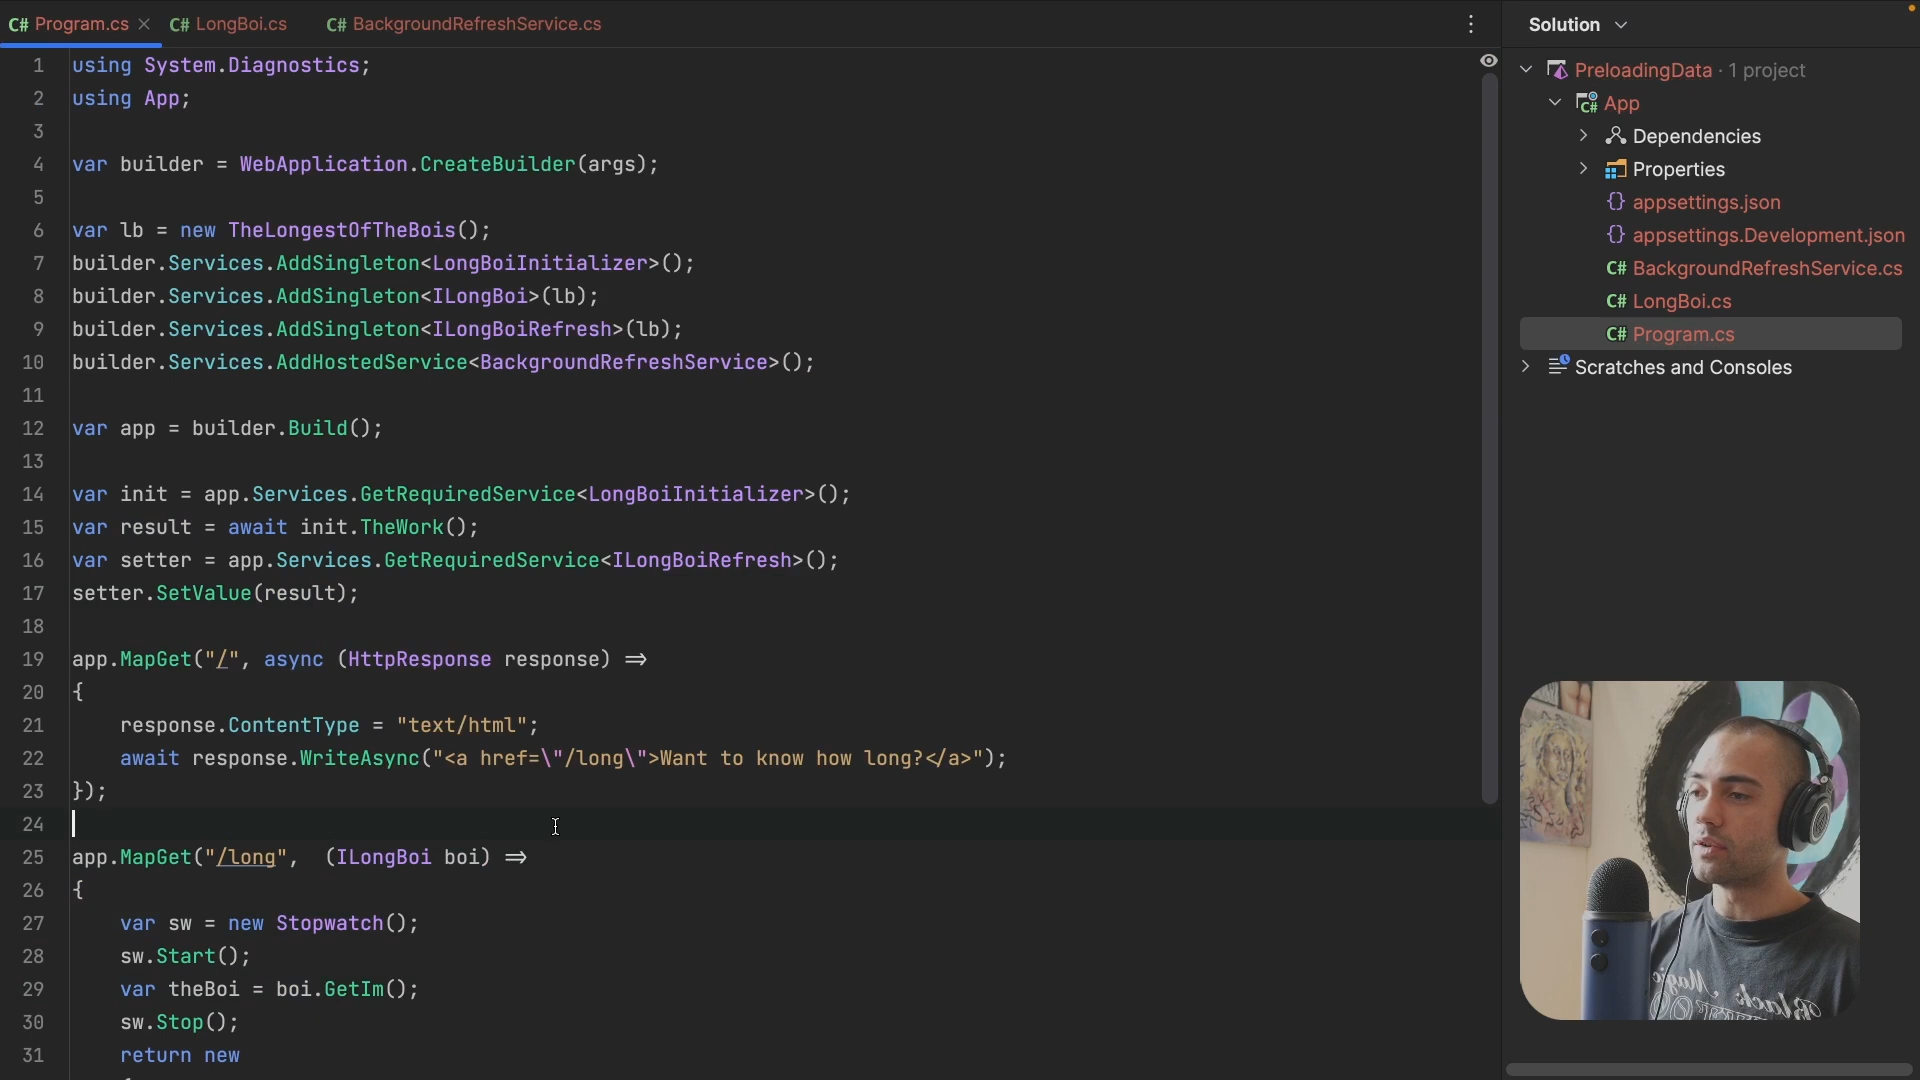 C# Program.cs × C# LongBoi.cs C# BackgroundRefreshService.cs
1 using System.Diagnostics;
2 using App;
3
4 var builder = WebApplication.CreateBuilder(args);
5
6 var lb = new TheLongestOfTheBois();
7 builder.Services.AddSingleton<LongBoiInitializer>();
8 builder.Services.AddSingleton<ILongBoi>(lb);
9 builder.Services.AddSingleton<ILongBoiRefresh>(lb);
10 builder.Services.AddHostedService<BackgroundRefreshService>();
11
12 var app = builder.Build();
13
14 var init = app.Services.GetRequiredService<LongBoiInitializer>();
15 var result = await init.TheWork();
16 var setter = app.Services.GetRequiredService<ILongBoiRefresh>();
17 setter.SetValue(result);
18
19 app.MapGet("/", async (HttpResponse response) =>
20 {
21     response.ContentType = "text/html";
22     await response.WriteAsync("<a href=\"/long\">Want to know how long?</a>");
23 });
24
25 app.MapGet("/long",  (ILongBoi boi) =>
26 {
27     var sw = new Stopwatch();
28     sw.Start();
29     var theBoi = boi.GetIm();
30     sw.Stop();
31     return new
Solution
PreloadingData · 1 project
C# App
Dependencies
Properties
{} appsettings.json
{} appsettings.Development.json
C# BackgroundRefreshService.cs
C# LongBoi.cs
C# Program.cs
Scratches and Consoles
Black Magic